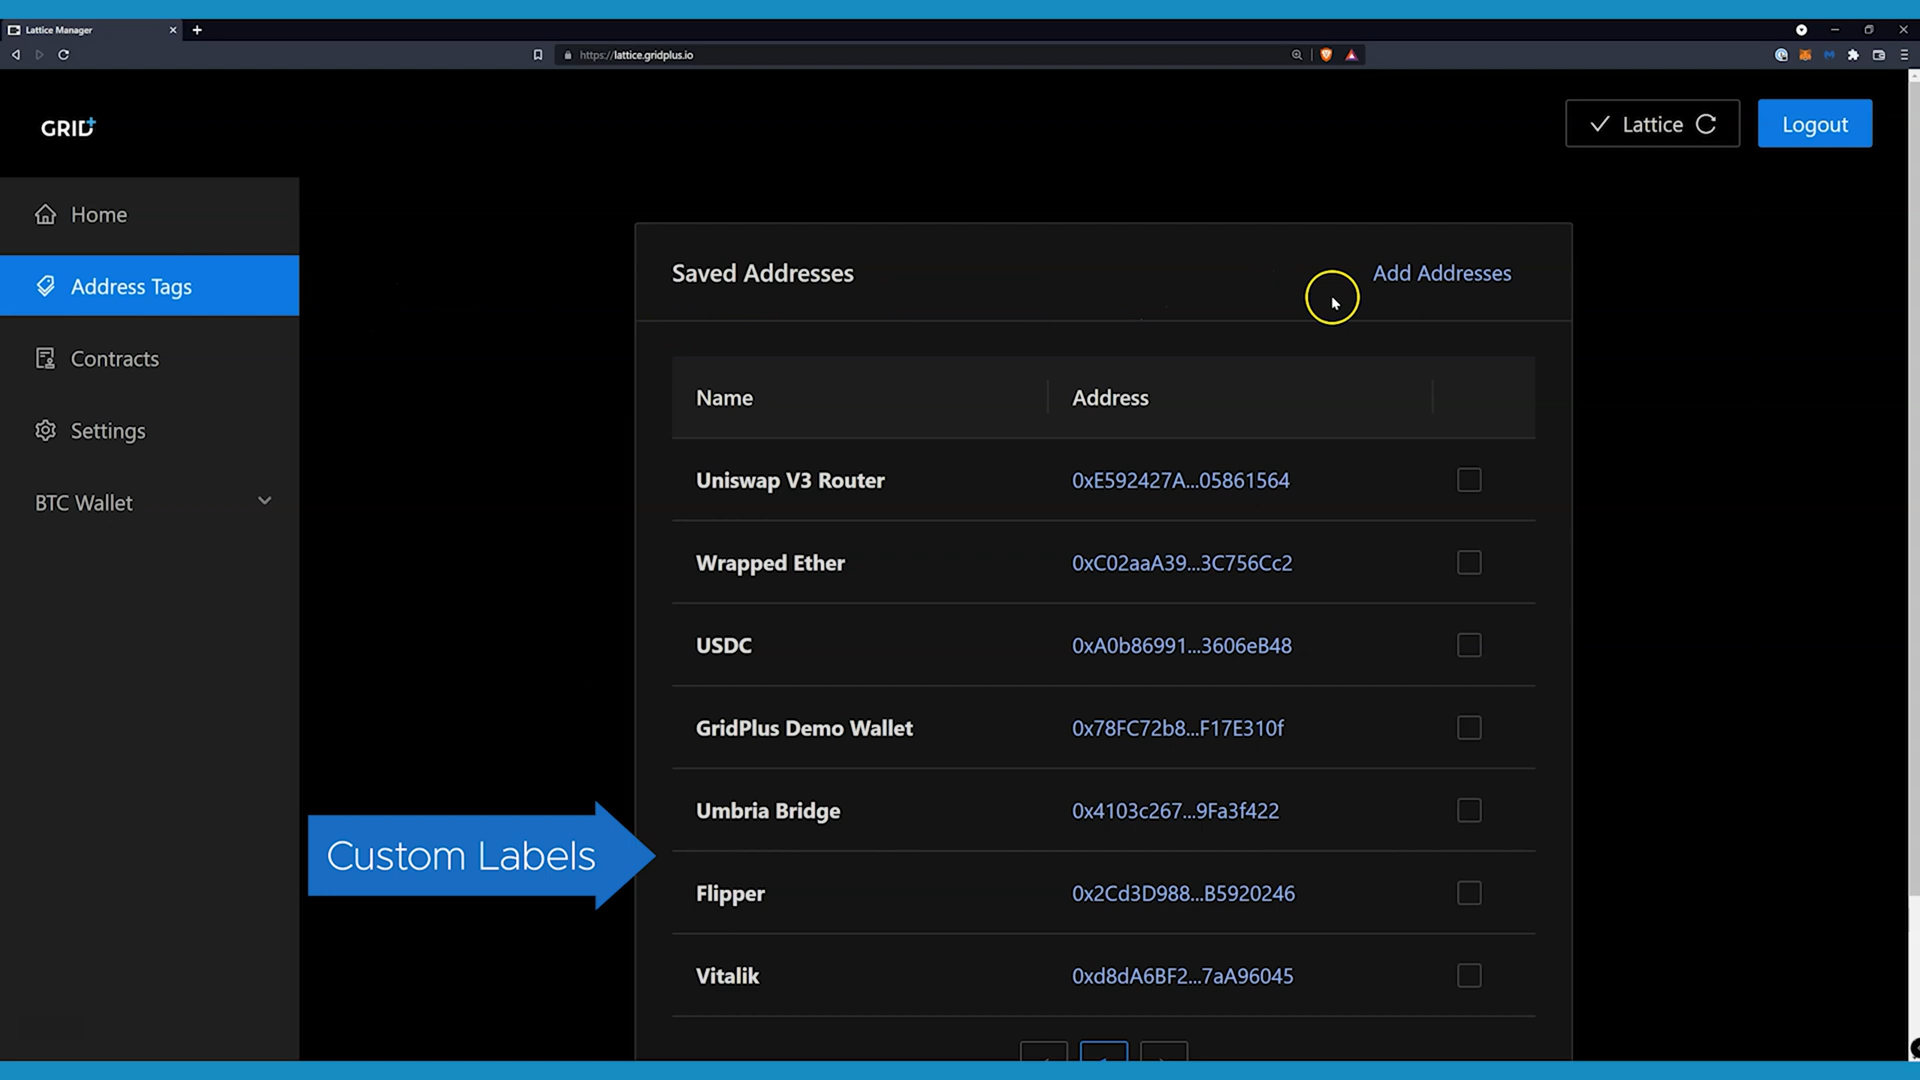 Lattice Manager
https://lattice.gridplus.io
GRID+
Lattice
Logout
Home
Address Tags
Contracts
Settings
BTC Wallet
Saved Addresses
Add Addresses
Name Address
Uniswap V3 Router 0xE592427A...05861564
Wrapped Ether 0xC02aaA39...3C756Cc2
USDC 0xA0b86991...3606eB48
GridPlus Demo Wallet 0x78FC72b8...F17E310f
Umbria Bridge 0x4103c267...9Fa3f422
Custom Labels
Flipper 0x2Cd3D988...B5920246
Vitalik 0xd8dA6BF2...7aA96045